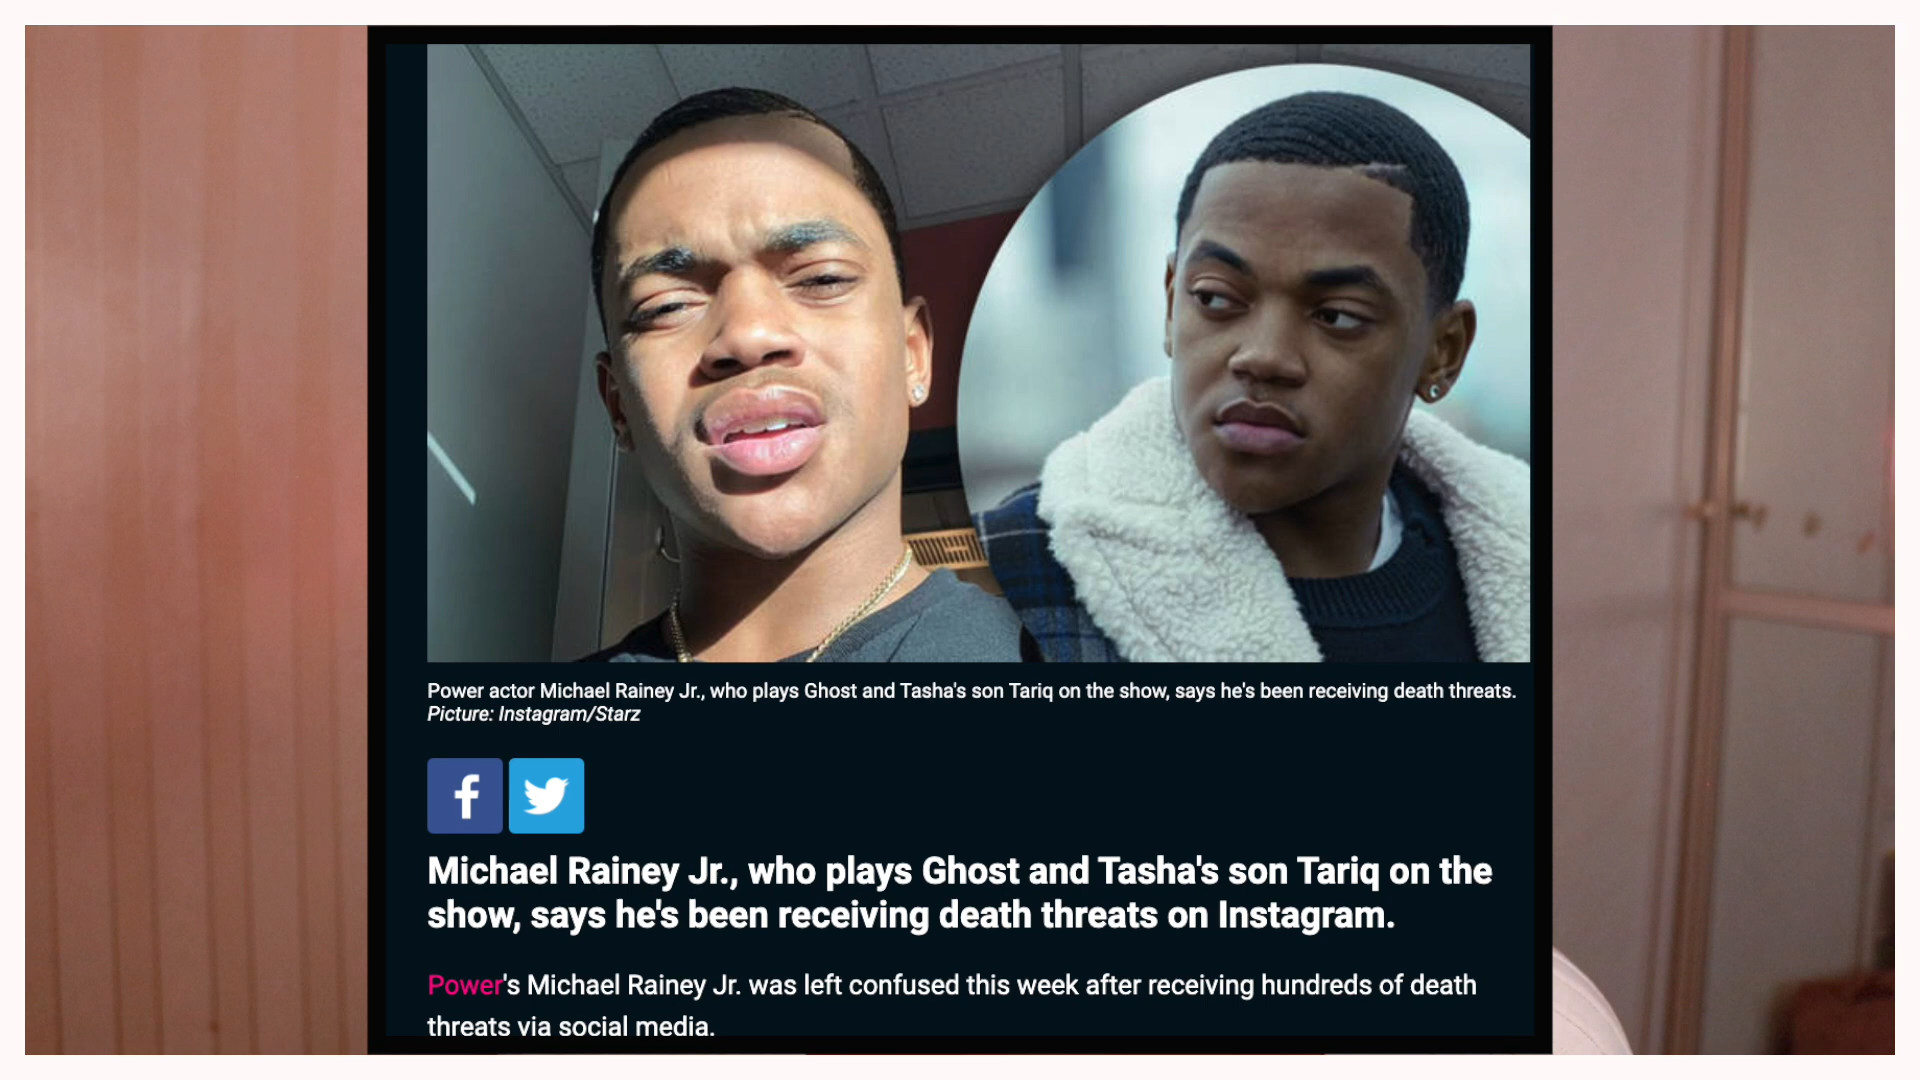 Power actor Michael Rainey Jr., who plays Ghost and Tasha's son Tariq on the show, says he's been receiving death threats.
Picture: Instagram/Starz
Michael Rainey Jr., who plays Ghost and Tasha's son Tariq on the
show, says he's been receiving death threats on Instagram.
Power's Michael Rainey Jr. was left confused this week after receiving hundreds of death
threats via social media.